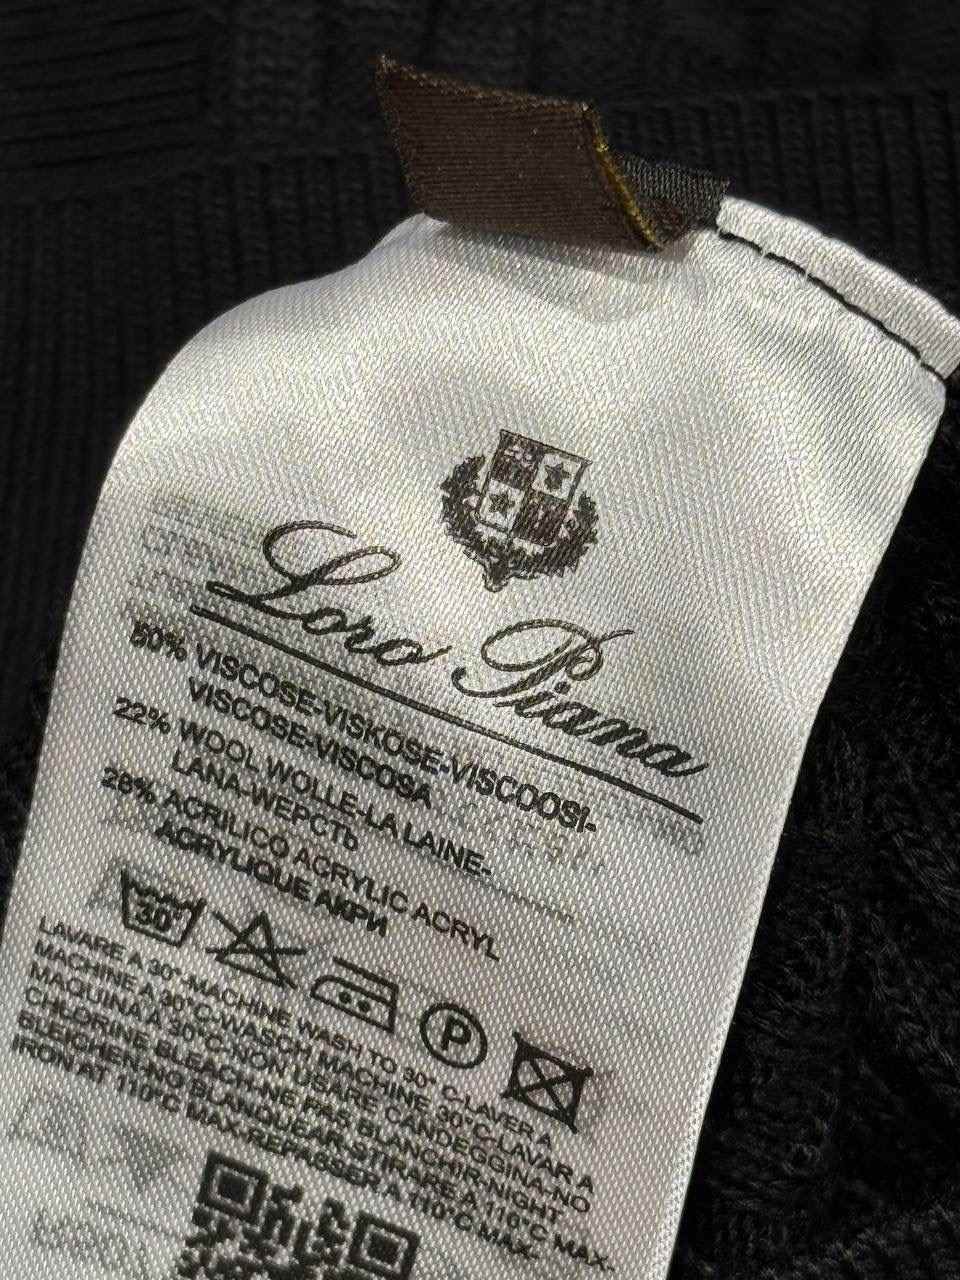 Loro Piana
50% VISCOSE-VISKOSE-VISCOOSI-
VISCOSE-VISCOSA
22% WOOL WOLLE-LA LAINE-
LANA-WEPCTЬ
28% ACRILICO ACRYLIC ACRYL
ACRYLIQUE АКРИ
30°
P
LAVARE A 30°-MACHINE WASH TO 30° C-LAVER A
MACHINE A 30°C-WASCH MACHINE 30°C-LAVAR A
MAQUINA A 30°C-NON USARE CANDEGGINA-NO
CHLORINE BLEACH-NE PAS BLANCHIR-NIGHT
BLEICHEN-NO BLANQUEAR-STIRARE A 110°C MAX-
IRON AT 110°C MAX-REPASSER A 110°C MAX-